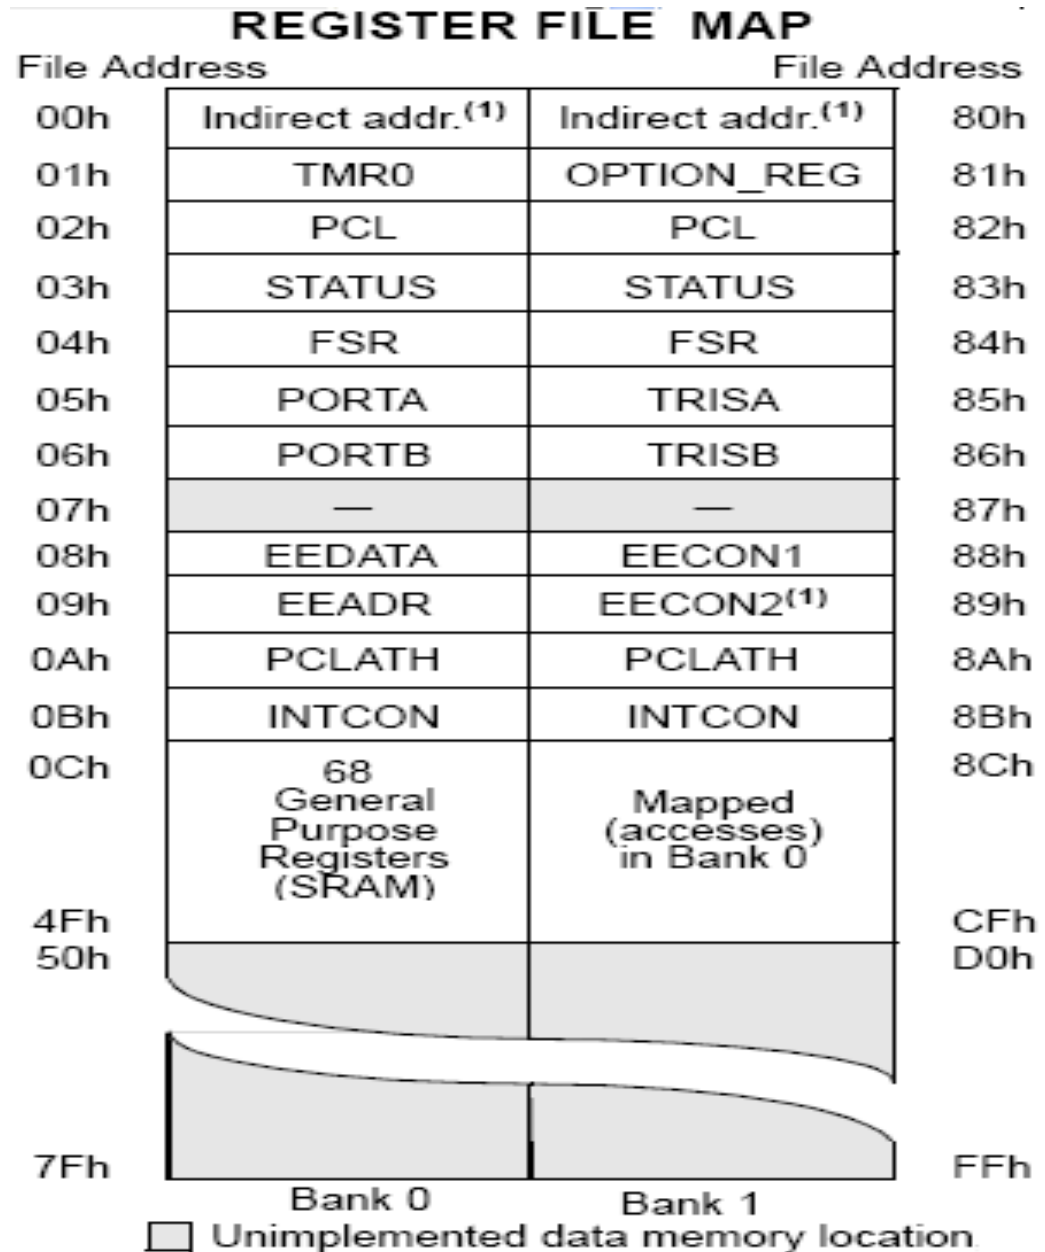 REGISTER FILE MAP
File Address File Address
00h Indirect addr.(1) Indirect addr.(1) 80h
01h TMR0 OPTION_REG 81h
02h PCL PCL 82h
03h STATUS STATUS 83h
04h FSR FSR 84h
05h PORTA TRISA 85h
06h PORTB TRISB 86h
07h — — 87h
08h EEDATA EECON1 88h
09h EEADR EECON2(1) 89h
0Ah PCLATH PCLATH 8Ah
0Bh INTCON INTCON 8Bh
0Ch 8Ch
68
General
Purpose
Registers
(SRAM)
Mapped
(accesses)
in Bank 0
4Fh CFh
50h D0h
7Fh FFh
Bank 0 Bank 1
Unimplemented data memory location